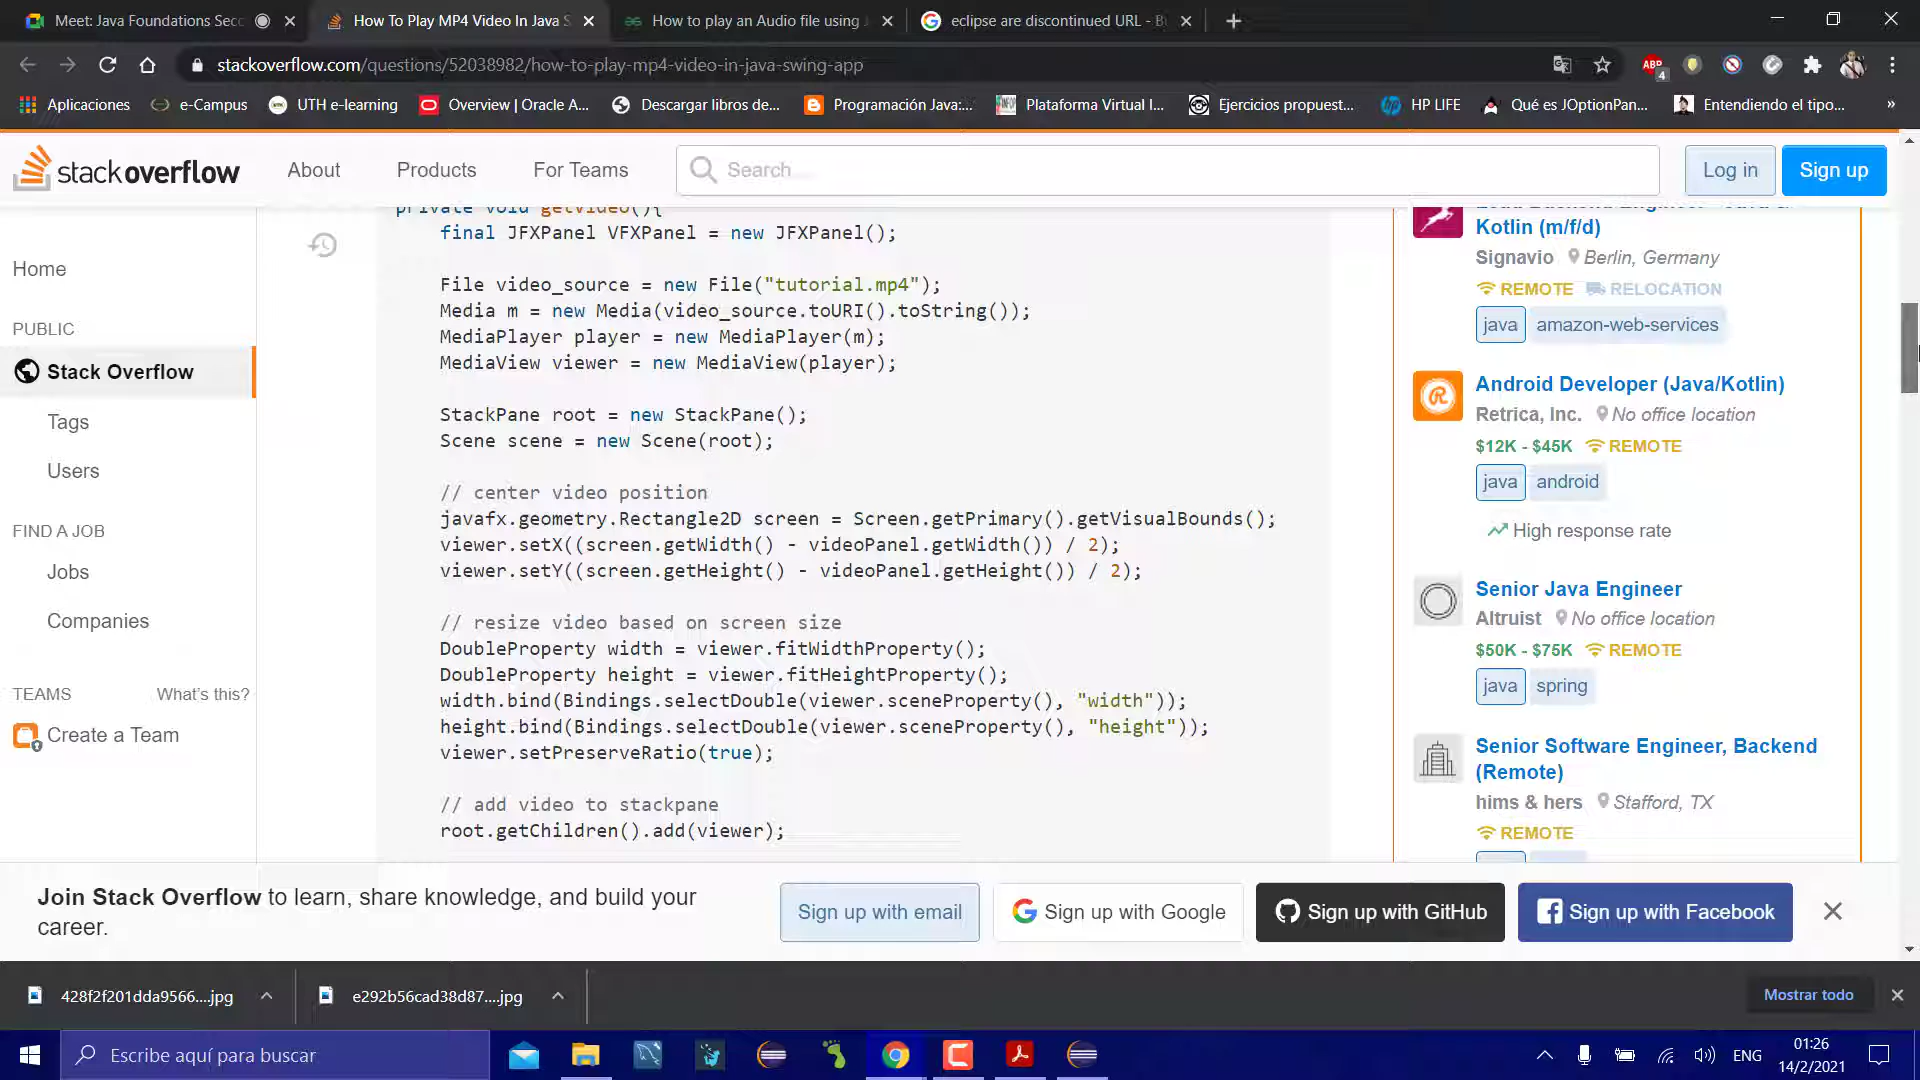 Meet: Java Foundations Secc
How To Play MP4 Video In Java S
How to play an Audio file using J
eclipse are discontinued URL - Bu
stackoverflow.com/questions/52038982/how-to-play-mp4-video-in-java-swing-app
ABP
4
Aplicaciones
e-Campus
UTH e-learning
Overview | Oracle A...
Descargar libros de...
Programación Java:...
Plataforma Virtual I...
Ejercicios propuest...
HP LIFE
Qué es JOptionPan...
Entendiendo el tipo...
»
stackoverflow
About
Products
For Teams
Search...
Log in
Sign up
Home
PUBLIC
Stack Overflow
Tags
Users
FIND A JOB
Jobs
Companies
TEAMS
What's this?
Create a Team
private void getVideo(){
final JFXPanel VFXPanel = new JFXPanel();
File video_source = new File("tutorial.mp4");
Media m = new Media(video_source.toURI().toString());
MediaPlayer player = new MediaPlayer(m);
MediaView viewer = new MediaView(player);
StackPane root = new StackPane();
Scene scene = new Scene(root);
// center video position
javafx.geometry.Rectangle2D screen = Screen.getPrimary().getVisualBounds();
viewer.setX((screen.getWidth() - videoPanel.getWidth()) / 2);
viewer.setY((screen.getHeight() - videoPanel.getHeight()) / 2);
// resize video based on screen size
DoubleProperty width = viewer.fitWidthProperty();
DoubleProperty height = viewer.fitHeightProperty();
width.bind(Bindings.selectDouble(viewer.sceneProperty(), "width"));
height.bind(Bindings.selectDouble(viewer.sceneProperty(), "height"));
viewer.setPreserveRatio(true);
// add video to stackpane
root.getChildren().add(viewer);
Kotlin (m/f/d)
Signavio
Berlin, Germany
REMOTE
RELOCATION
java
amazon-web-services
Android Developer (Java/Kotlin)
Retrica, Inc.
No office location
$12K - $45K
REMOTE
java
android
High response rate
Senior Java Engineer
Altruist
No office location
$50K - $75K
REMOTE
java
spring
Senior Software Engineer, Backend
(Remote)
hims & hers
Stafford, TX
REMOTE
Join Stack Overflow to learn, share knowledge, and build your
career.
Sign up with email
Sign up with Google
Sign up with GitHub
Sign up with Facebook
428f2f201dda9566....jpg
e292b56cad38d87....jpg
Mostrar todo
Escribe aquí para buscar
ENG
01:26
14/2/2021